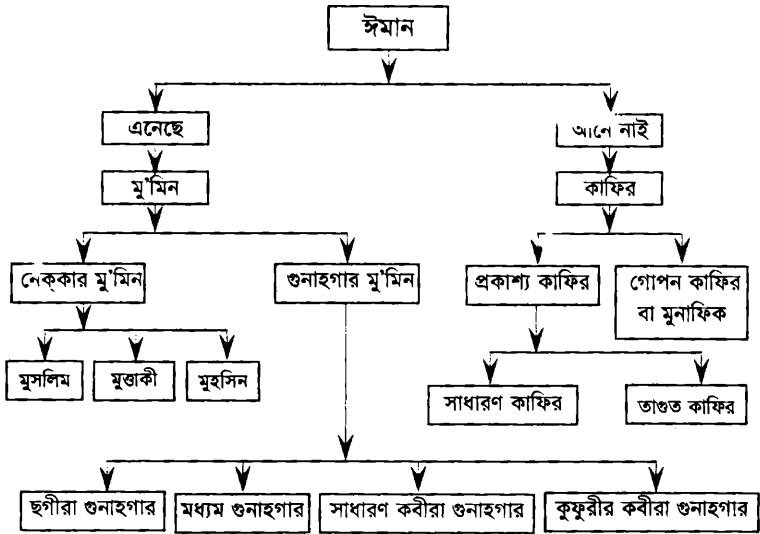 ঈমান
এনেছে
আনে নাই
মু'মিন
কাফির
নেক্কার মু'মিন
গুনাহগার মু'মিন
প্রকাশ্য কাফির
গোপন কাফির
বা মুনাফিক
মুসলিম
মুত্তাকী
মুহসিন
সাধারণ কাফির
তাগুত কাফির
ছগীরা গুনাহগার
মধ্যম গুনাহগার
সাধারণ কবীরা গুনাহগার
কুফুরীর কবীরা গুনাহগার